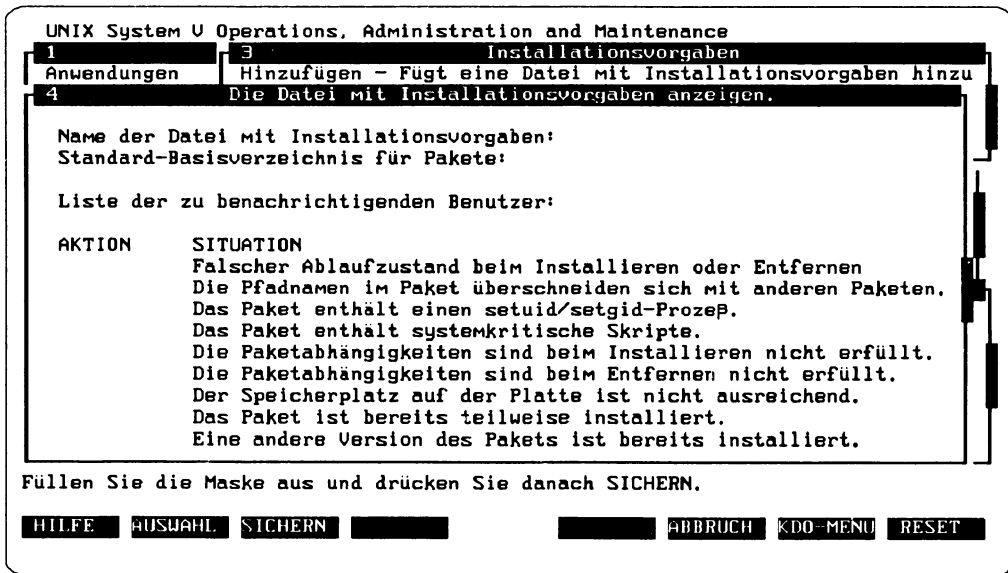 UNIX System V Operations, Administration and Maintenance
1
3 Installationsvorgaben
Anwendungen
Hinzufügen - Fügt eine Datei mit Installationsvorgaben hinzu
4 Die Datei mit Installationsvorgaben anzeigen.
Name der Datei mit Installationsvorgaben:
Standard-Basisverzeichnis für Pakete:
Liste der zu benachrichtigenden Benutzer:
AKTION SITUATION
Falscher Ablaufzustand beim Installieren oder Entfernen
Die Pfadnamen im Paket überschneiden sich mit anderen Paketen.
Das Paket enthält einen setuid/setgid-Prozeß.
Das Paket enthält systemkritische Skripte.
Die Paketabhängigkeiten sind beim Installieren nicht erfüllt.
Die Paketabhängigkeiten sind beim Entfernen nicht erfüllt.
Der Speicherplatz auf der Platte ist nicht ausreichend.
Das Paket ist bereits teilweise installiert.
Eine andere Version des Pakets ist bereits installiert.
Füllen Sie die Maske aus und drücken Sie danach SICHERN.
HILFE AUSWAHL SICHERN ABBRUCH KDO-MENU RESET